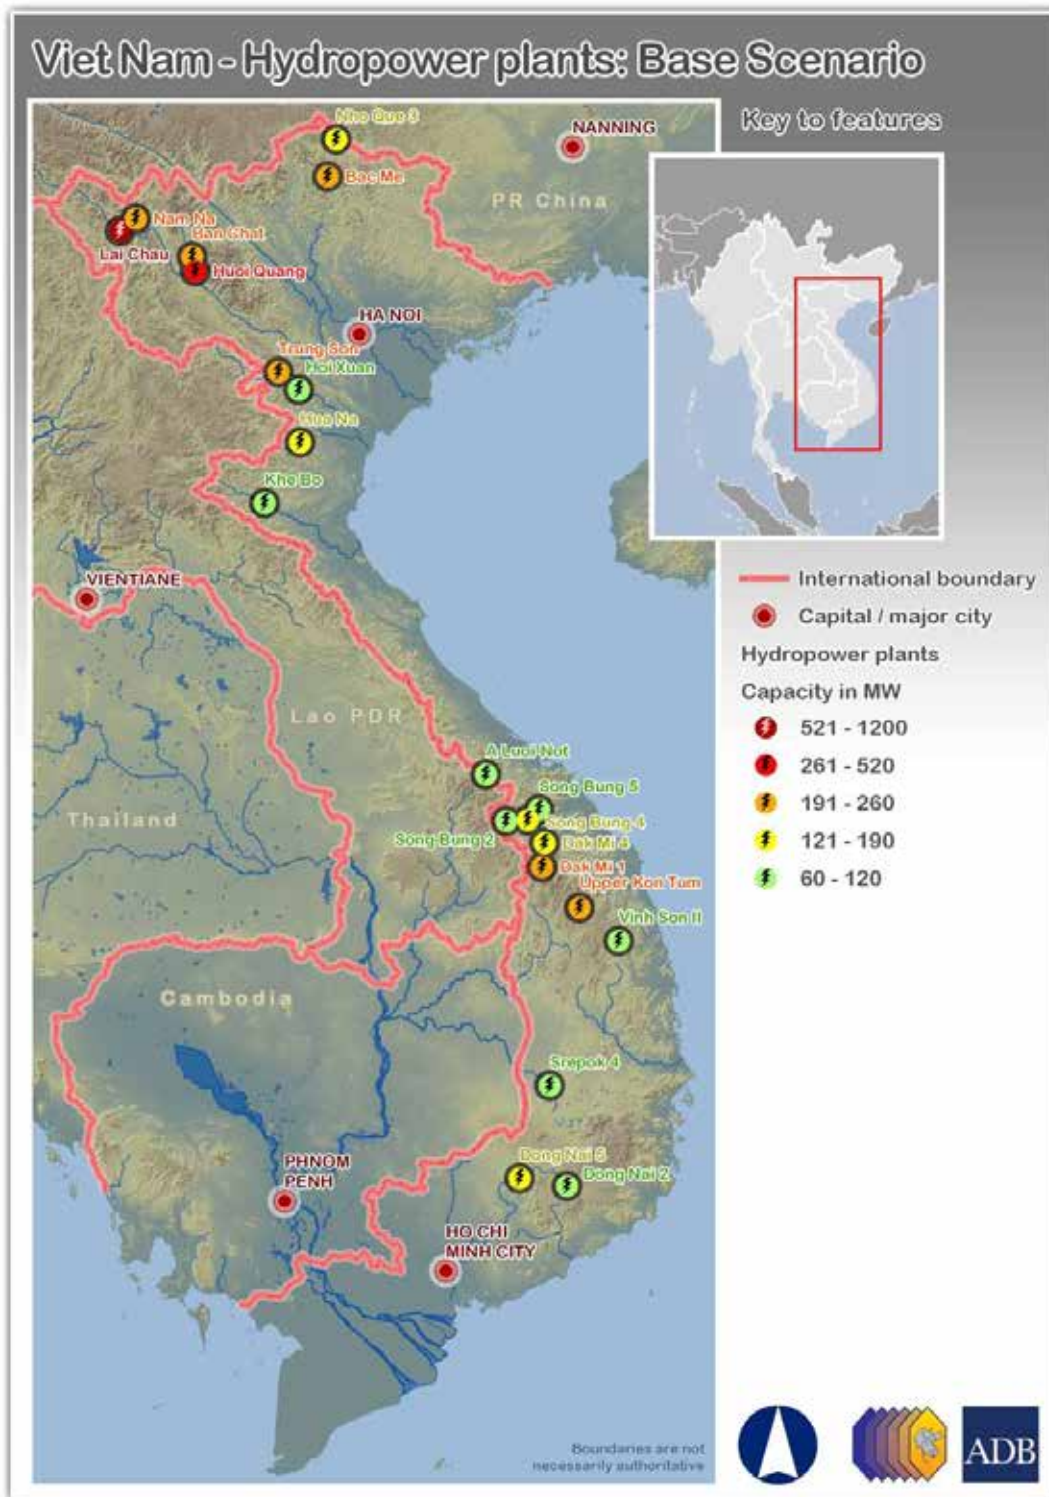 Viet Nam - Hydropower plants: Base Scenario
Key to features
Nho Que 3
NANNING
Bac Me
PR China
Nam Na
Ban Chat
Lai Chau
Huoi Quang
HA NOI
Trung Son
Hoi Xuan
Hua Na
Khe Bo
VIENTIANE
Lao PDR
Thailand
A Luoi Nut
Song Bung 5
Song Bung 4
Song Bung 2
Dak Mi 4
Dak Mi 1
Upper Kon Tum
Vinh Son II
Cambodia
Srepok 4
Dong Nai 5
Dong Nai 2
PHNOM
PENH
HO CHI
MINH CITY
Boundaries are not
necessarily authoritative
International boundary
Capital / major city
Hydropower plants
Capacity in MW
521 - 1200
261 - 520
191 - 260
121 - 190
60 - 120
ADB